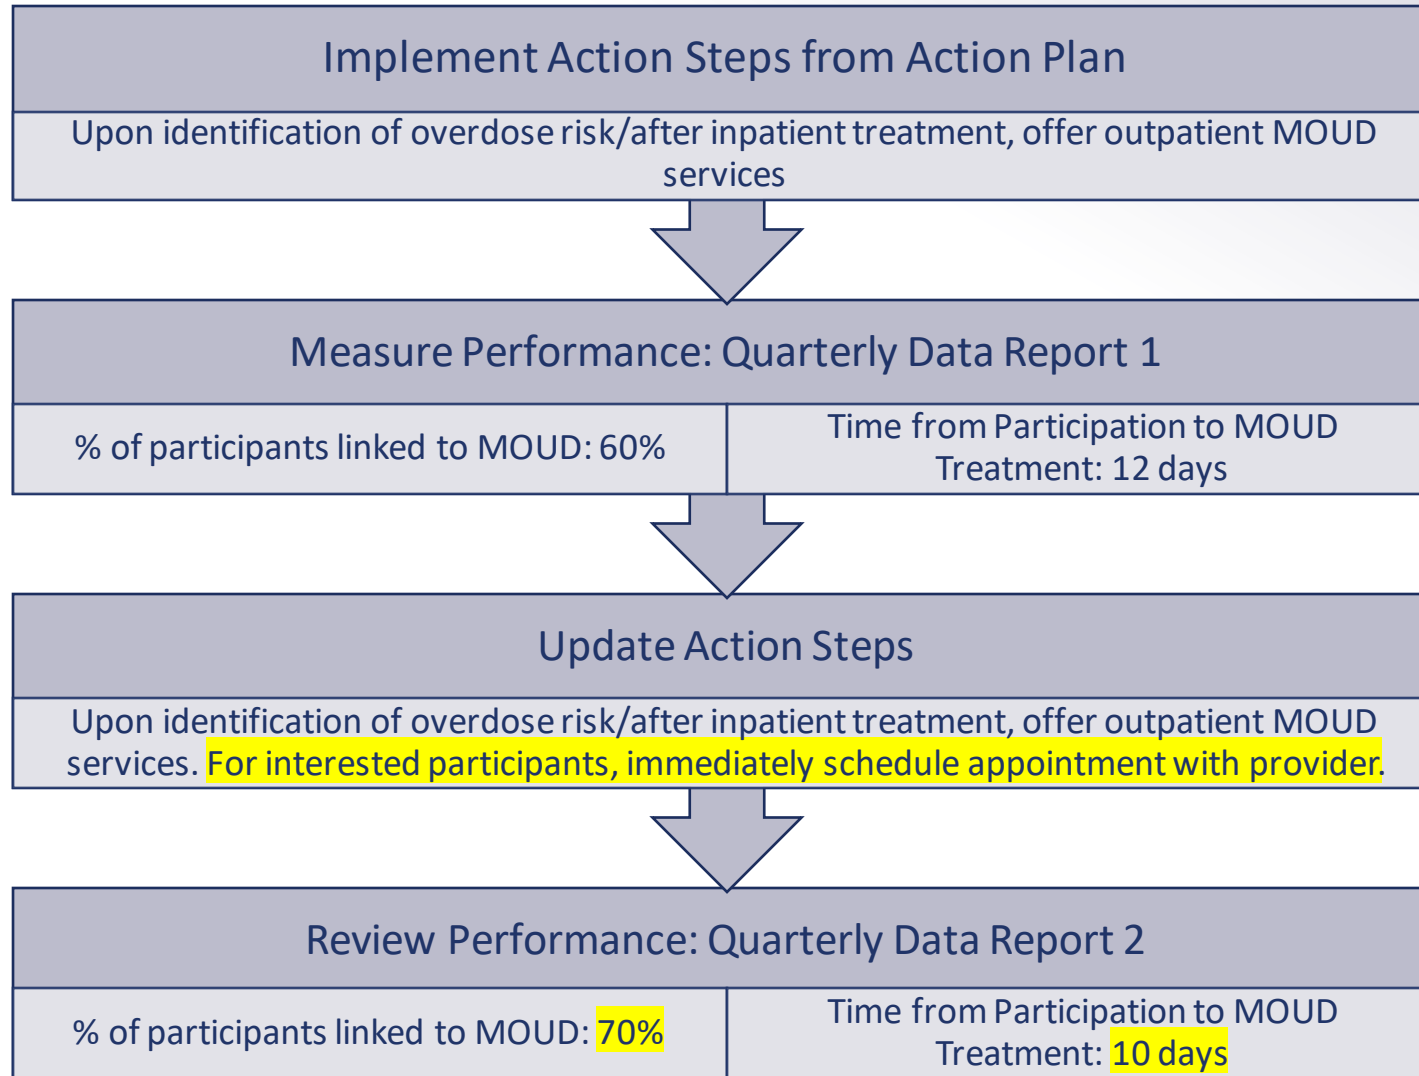 Implement Action Steps from Action Plan
Upon identification of overdose risk/after inpatient treatment, offer outpatient MOUD
services
Measure Performance: Quarterly Data Report 1
% of participants linked to MOUD: 60%
Time from Participation to MOUD
Treatment: 12 days
Update Action Steps
Upon identification of overdose risk/after inpatient treatment, offer outpatient MOUD
services. For interested participants, immediately schedule appointment with provider.
Review Performance: Quarterly Data Report 2
% of participants linked to MOUD: 70%
Time from Participation to MOUD
Treatment: 10 days